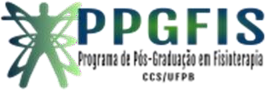 PPGFIS
Programa de Pós-Graduação em Fisioterapia
CCS/UFPB